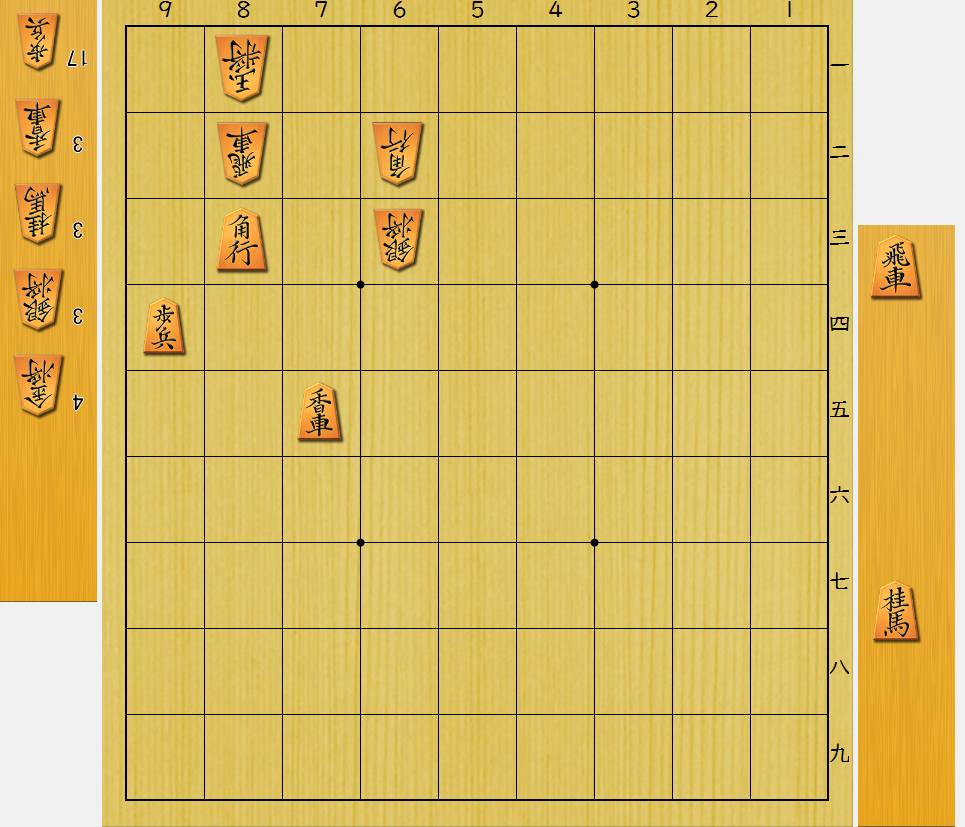 9 8 7 6 5 4 3 2 1
歩兵 17
香車 3
桂馬 3
銀将 3
金将 4
玉将 一
飛車 角行 二
角行 銀将 三
歩兵 四
香車 五
六
七
八
九
飛車
桂馬